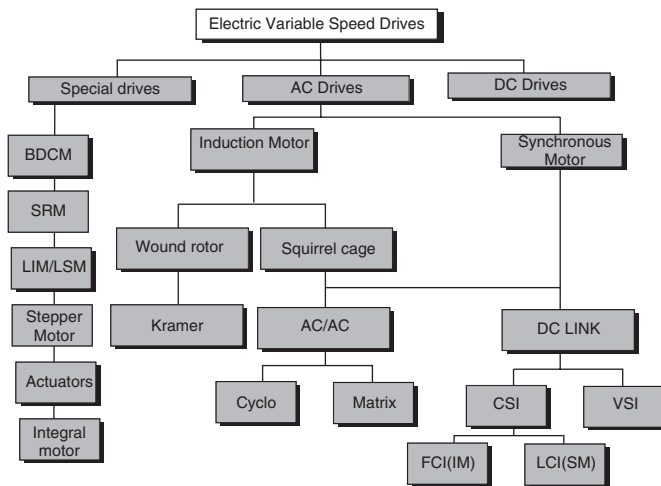 Electric Variable Speed Drives
Special drives
AC Drives
DC Drives
BDCM
Induction Motor
Synchronous
Motor
SRM
Wound rotor
Squirrel cage
LIM/LSM
Stepper
Motor
Kramer
AC/AC
DC LINK
Actuators
Cyclo
Matrix
CSI
VSI
Integral
motor
FCI(IM)
LCI(SM)